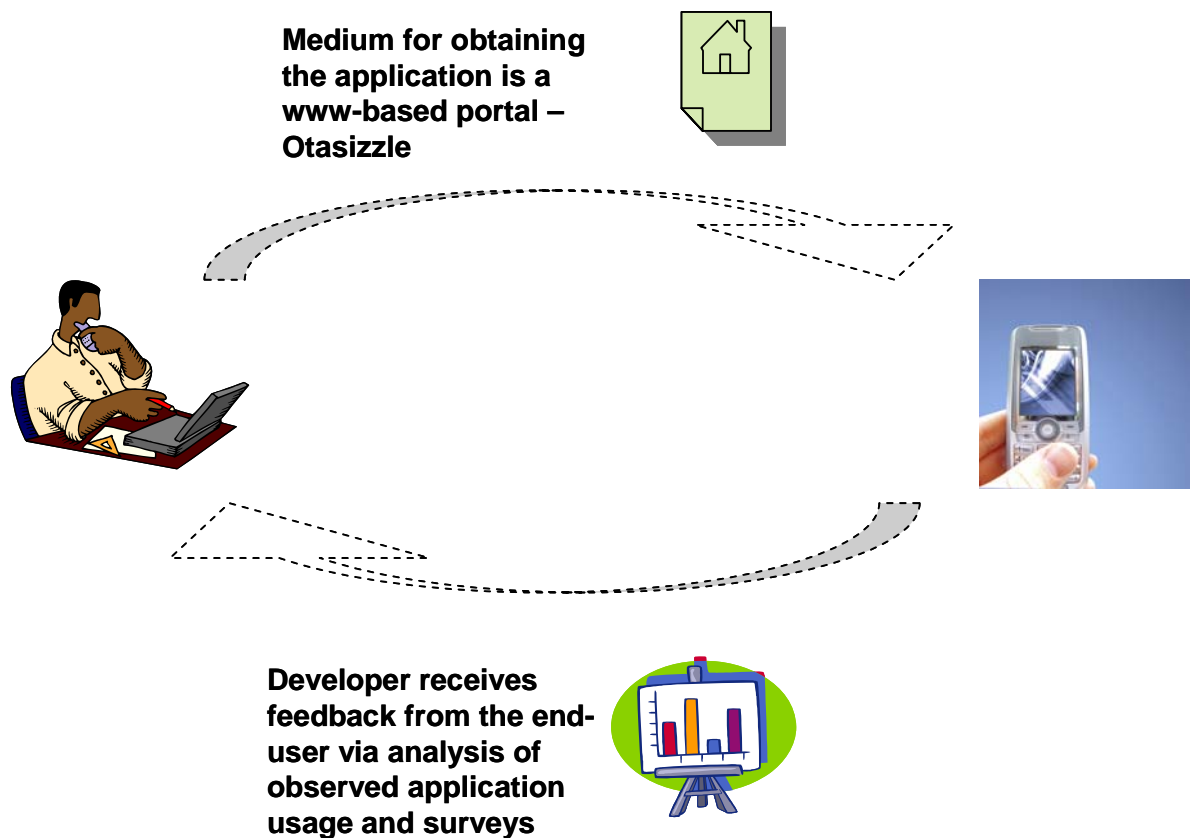 Medium for obtaining
the application is a
www-based portal –
Otasizzle
Developer receives
feedback from the end-
user via analysis of
observed application
usage and surveys